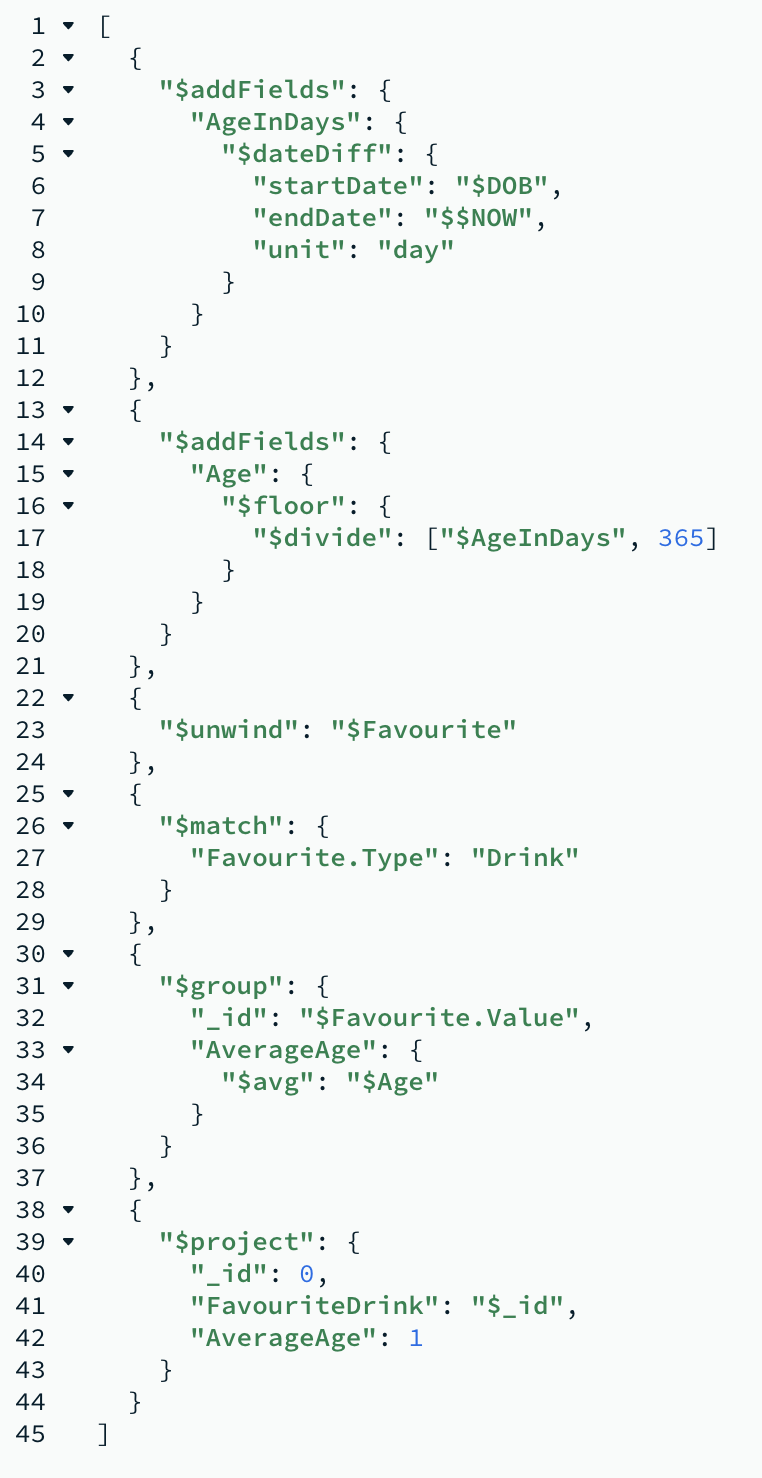 1 [
2 {
3 "$addFields": {
4 "AgeInDays": {
5 "$dateDiff": {
6 "startDate": "$DOB",
7 "endDate": "$$NOW",
8 "unit": "day"
9 }
10 }
11 }
12 },
13 {
14 "$addFields": {
15 "Age": {
16 "$floor": {
17 "$divide": ["$AgeInDays", 365]
18 }
19 }
20 }
21 },
22 {
23 "$unwind": "$Favourite"
24 },
25 {
26 "$match": {
27 "Favourite.Type": "Drink"
28 }
29 },
30 {
31 "$group": {
32 "_id": "$Favourite.Value",
33 "AverageAge": {
34 "$avg": "$Age"
35 }
36 }
37 },
38 {
39 "$project": {
40 "_id": 0,
41 "FavouriteDrink": "$_id",
42 "AverageAge": 1
43 }
44 }
45 ]